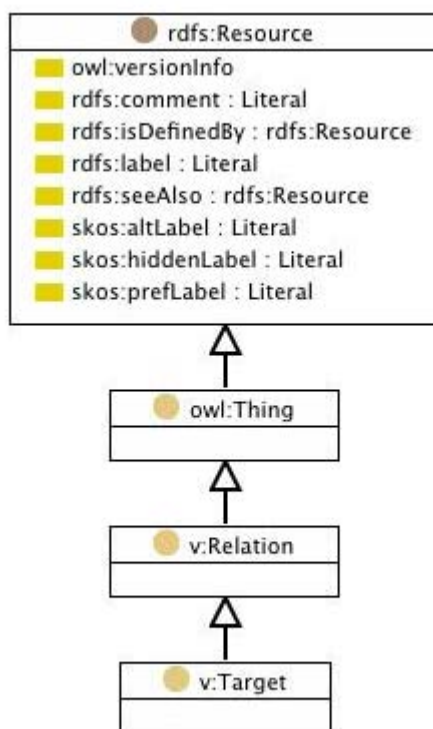 rdfs:Resource
owl:versionInfo
rdfs:comment : Literal
rdfs:isDefinedBy : rdfs:Resource
rdfs:label : Literal
rdfs:seeAlso : rdfs:Resource
skos:altLabel : Literal
skos:hiddenLabel : Literal
skos:prefLabel : Literal
owl:Thing
v:Relation
v:Target